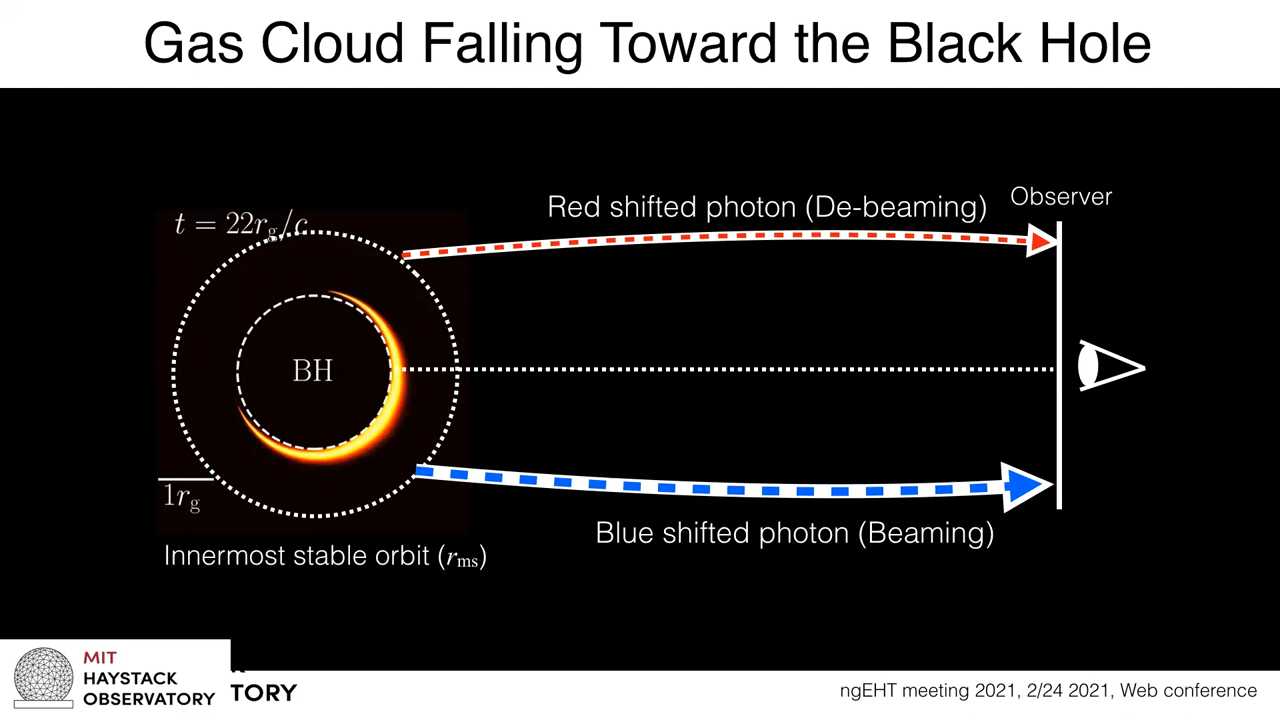 Gas Cloud Falling Toward the Black Hole
t = 22r_g/c
Red shifted photon (De-beaming)
Observer
BH
1r_g
Blue shifted photon (Beaming)
Innermost stable orbit (r_ms)
MIT
HAYSTACK
OBSERVATORY
TORY
ngEHT meeting 2021, 2/24 2021, Web conference